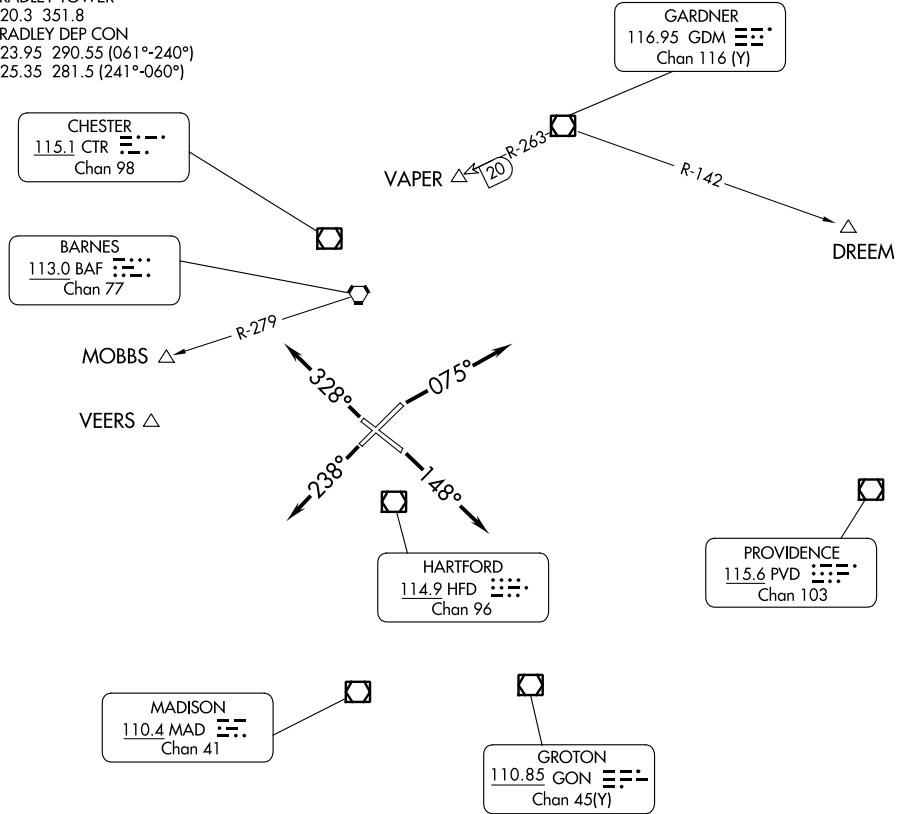 20.3 351.8
RADLEY DEP CON
23.95 290.55 (061°-240°)
25.35 281.5 (241°-060°)
GARDNER
116.95 GDM
Chan 116 (Y)
CHESTER
115.1 CTR
Chan 98
R-263
20
VAPER
R-142
DREEM
BARNES
113.0 BAF
Chan 77
R-279
MOBBS
VEERS
328°
075°
238°
148°
HARTFORD
114.9 HFD
Chan 96
PROVIDENCE
115.6 PVD
Chan 103
MADISON
110.4 MAD
Chan 41
GROTON
110.85 GON
Chan 45(Y)